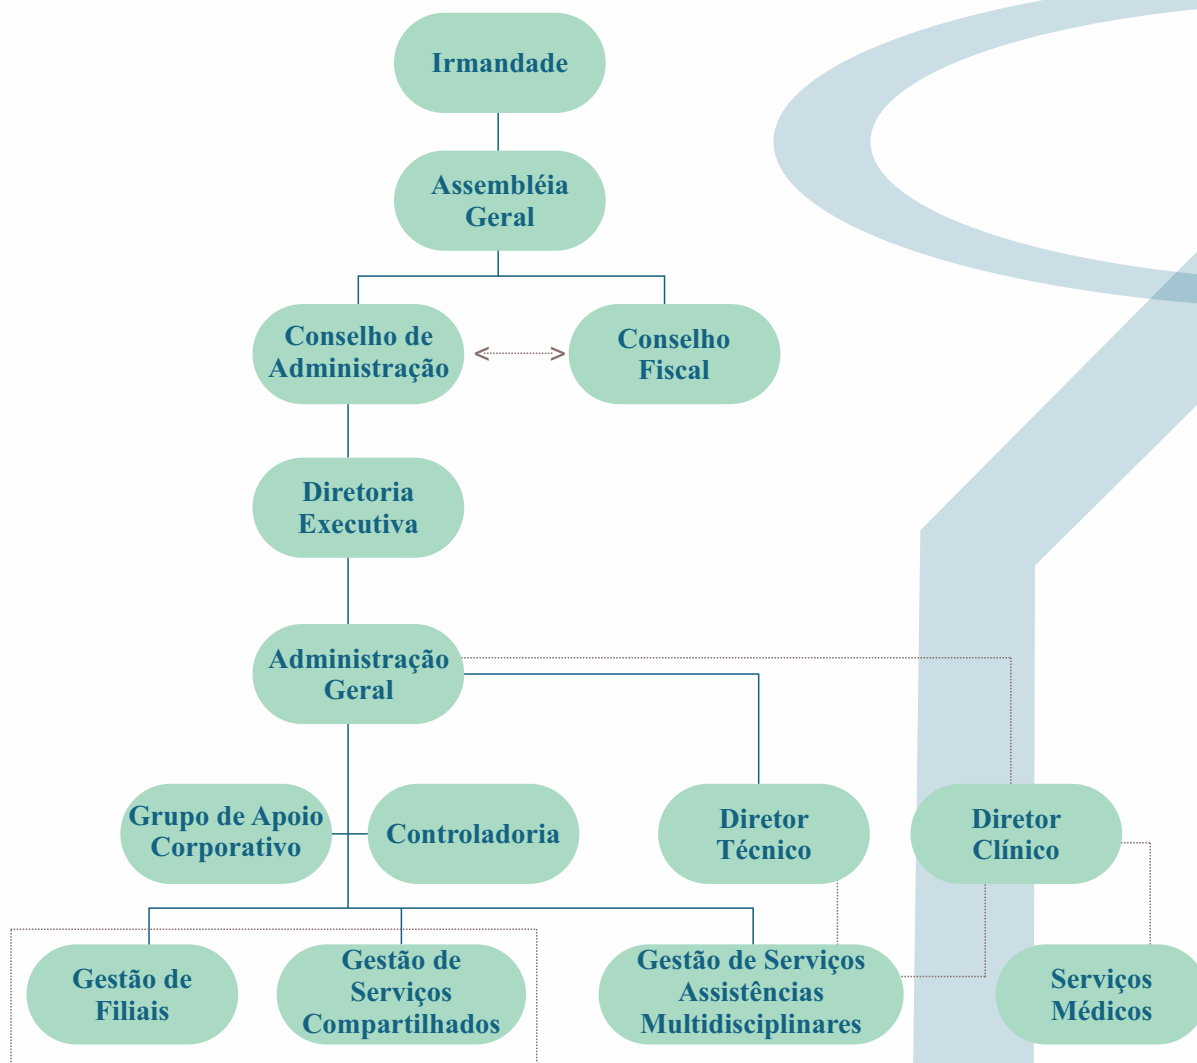 Irmandade
Assembléia
Geral
Conselho de
Administração
<
>
Conselho
Fiscal
Diretoria
Executiva
Administração
Geral
Grupo de Apoio
Corporativo
Controladoria
Diretor
Técnico
Diretor
Clínico
Gestão de
Filiais
Gestão de
Serviços
Compartilhados
Gestão de Serviços
Assistências
Multidisciplinares
Serviços
Médicos